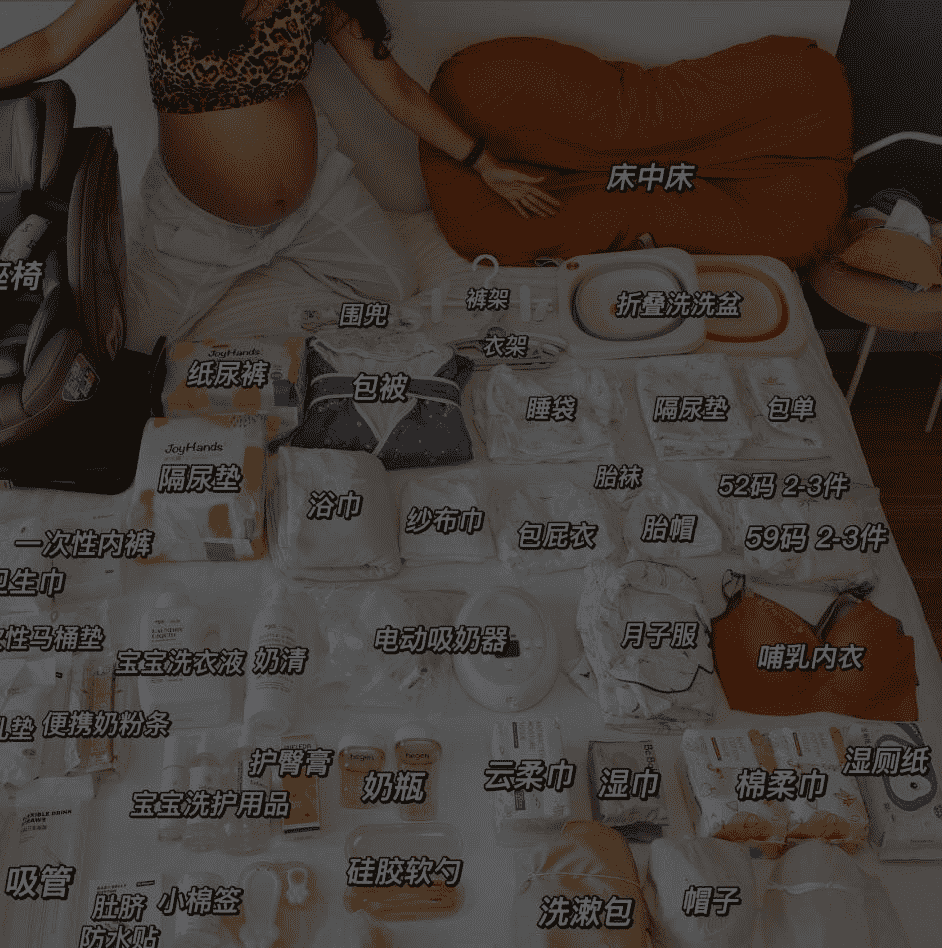 床中床
座椅
裤架
折叠洗洗盆
围兜
衣架
JoyHands
纸尿裤
包被
睡袋
隔尿垫
包单
JoyHands
隔尿垫
胎袜
52码 2-3件
浴巾
纱布巾
包屁衣
胎帽
59码 2-3件
一次性内裤
卫生巾
次性马桶垫
宝宝洗衣液
奶清
电动吸奶器
月子服
哺乳内衣
乳垫
便携奶粉条
护臀膏
hegen
hegen
奶瓶
云柔巾
湿巾
棉柔巾
湿厕纸
宝宝洗护用品
FLEXIBLE DRINK
STRAWS
吸管
硅胶软勺
肚脐
防水贴
小棉签
洗漱包
帽子